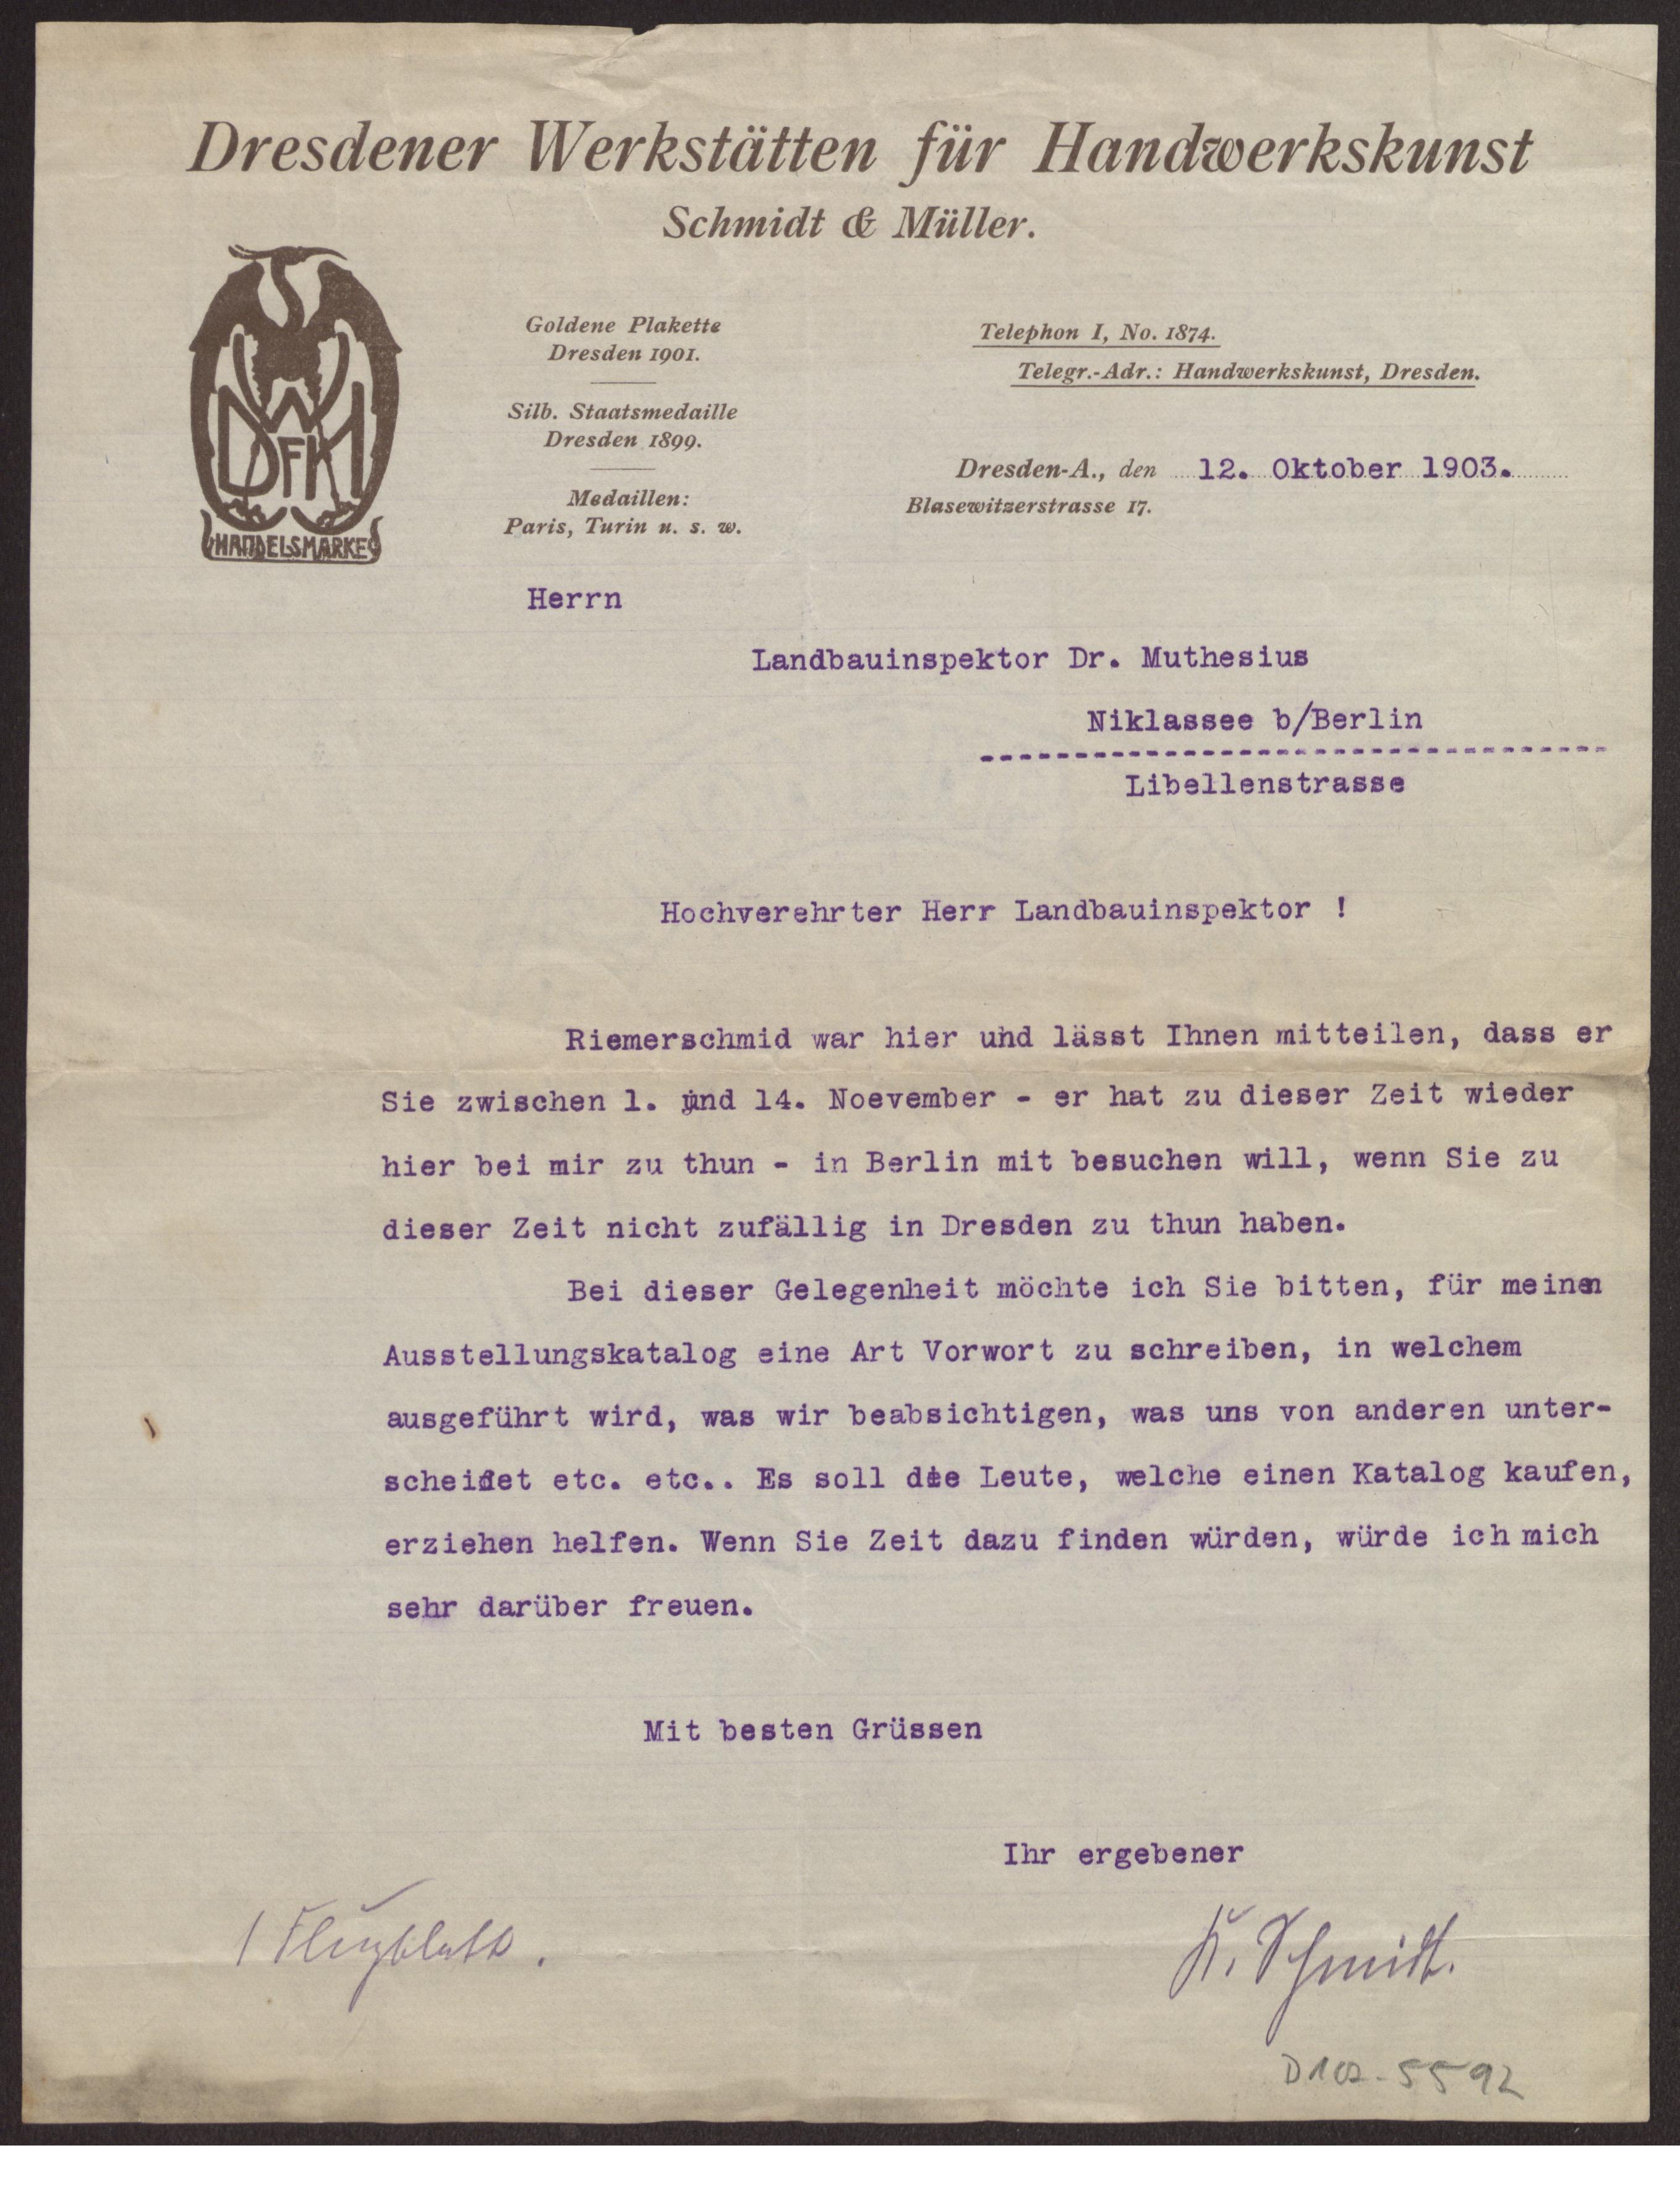 Dresdener Werkstätten für Handwerkskunst
Schmidt & Müller.
DWFHK
HANDELSMARKE
Goldene Plakette
Dresden 1901.
Silb. Staatsmedaille
Dresden 1899.
Medaillen:
Paris, Turin u. s. w.
Telephon I, No. 1874.
Telegr.-Adr.: Handwerkskunst, Dresden.
Dresden-A., den 12. Oktober 1903.
Blasewitzerstrasse 17.
Herrn
Landbauinspektor Dr. Muthesius
Niklassee b/Berlin
Libellenstrasse
Hochverehrter Herr Landbauinspektor !
Riemerschmid war hier und lässt Ihnen mitteilen, dass er
Sie zwischen 1. und 14. Noevember - er hat zu dieser Zeit wieder
hier bei mir zu thun - in Berlin mit besuchen will, wenn Sie zu
dieser Zeit nicht zufällig in Dresden zu thun haben.
Bei dieser Gelegenheit möchte ich Sie bitten, für meinen
Ausstellungskatalog eine Art Vorwort zu schreiben, in welchem
ausgeführt wird, was wir beabsichtigen, was uns von anderen unter-
scheidet etc. etc.. Es soll die Leute, welche einen Katalog kaufen,
erziehen helfen. Wenn Sie Zeit dazu finden würden, würde ich mich
sehr darüber freuen.
Mit besten Grüssen
Ihr ergebener
1 Flugblatt.
K. Schmidt.
D 102-5592